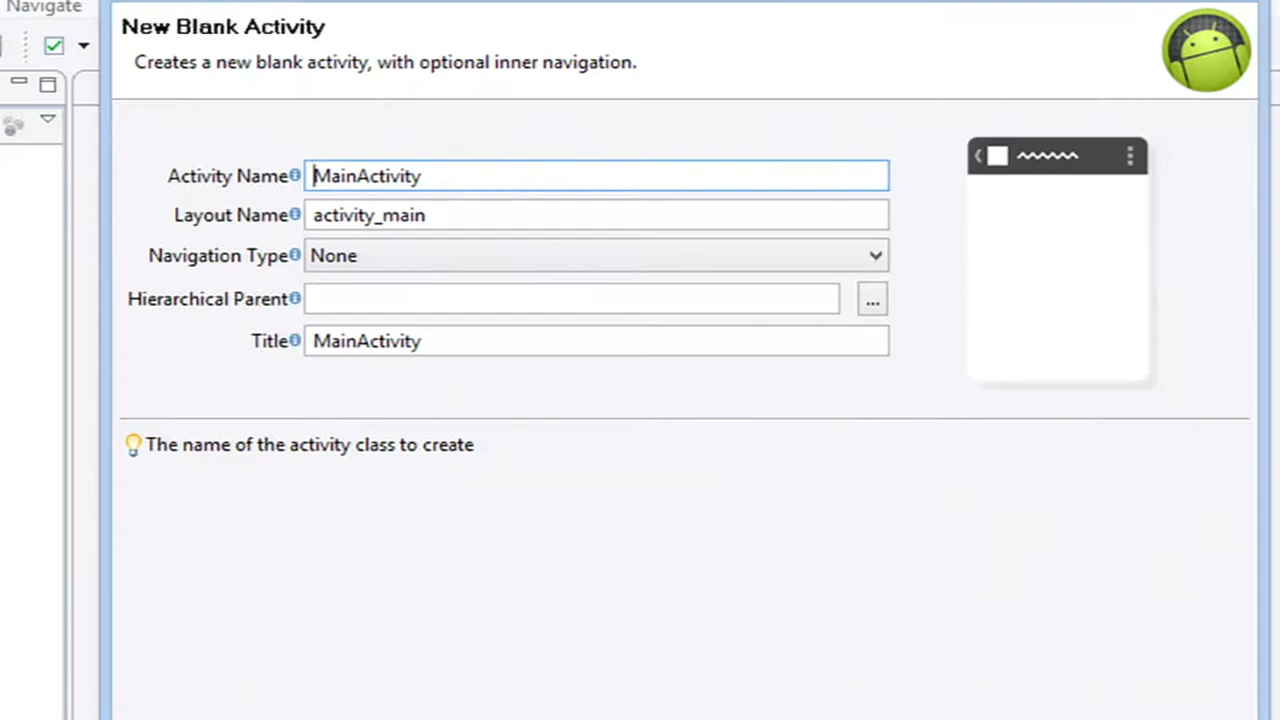 Navigate
New Blank Activity
Creates a new blank activity, with optional inner navigation.
Activity Name MainActivity
Layout Name activity_main
Navigation Type None
Hierarchical Parent ...
Title MainActivity
The name of the activity class to create